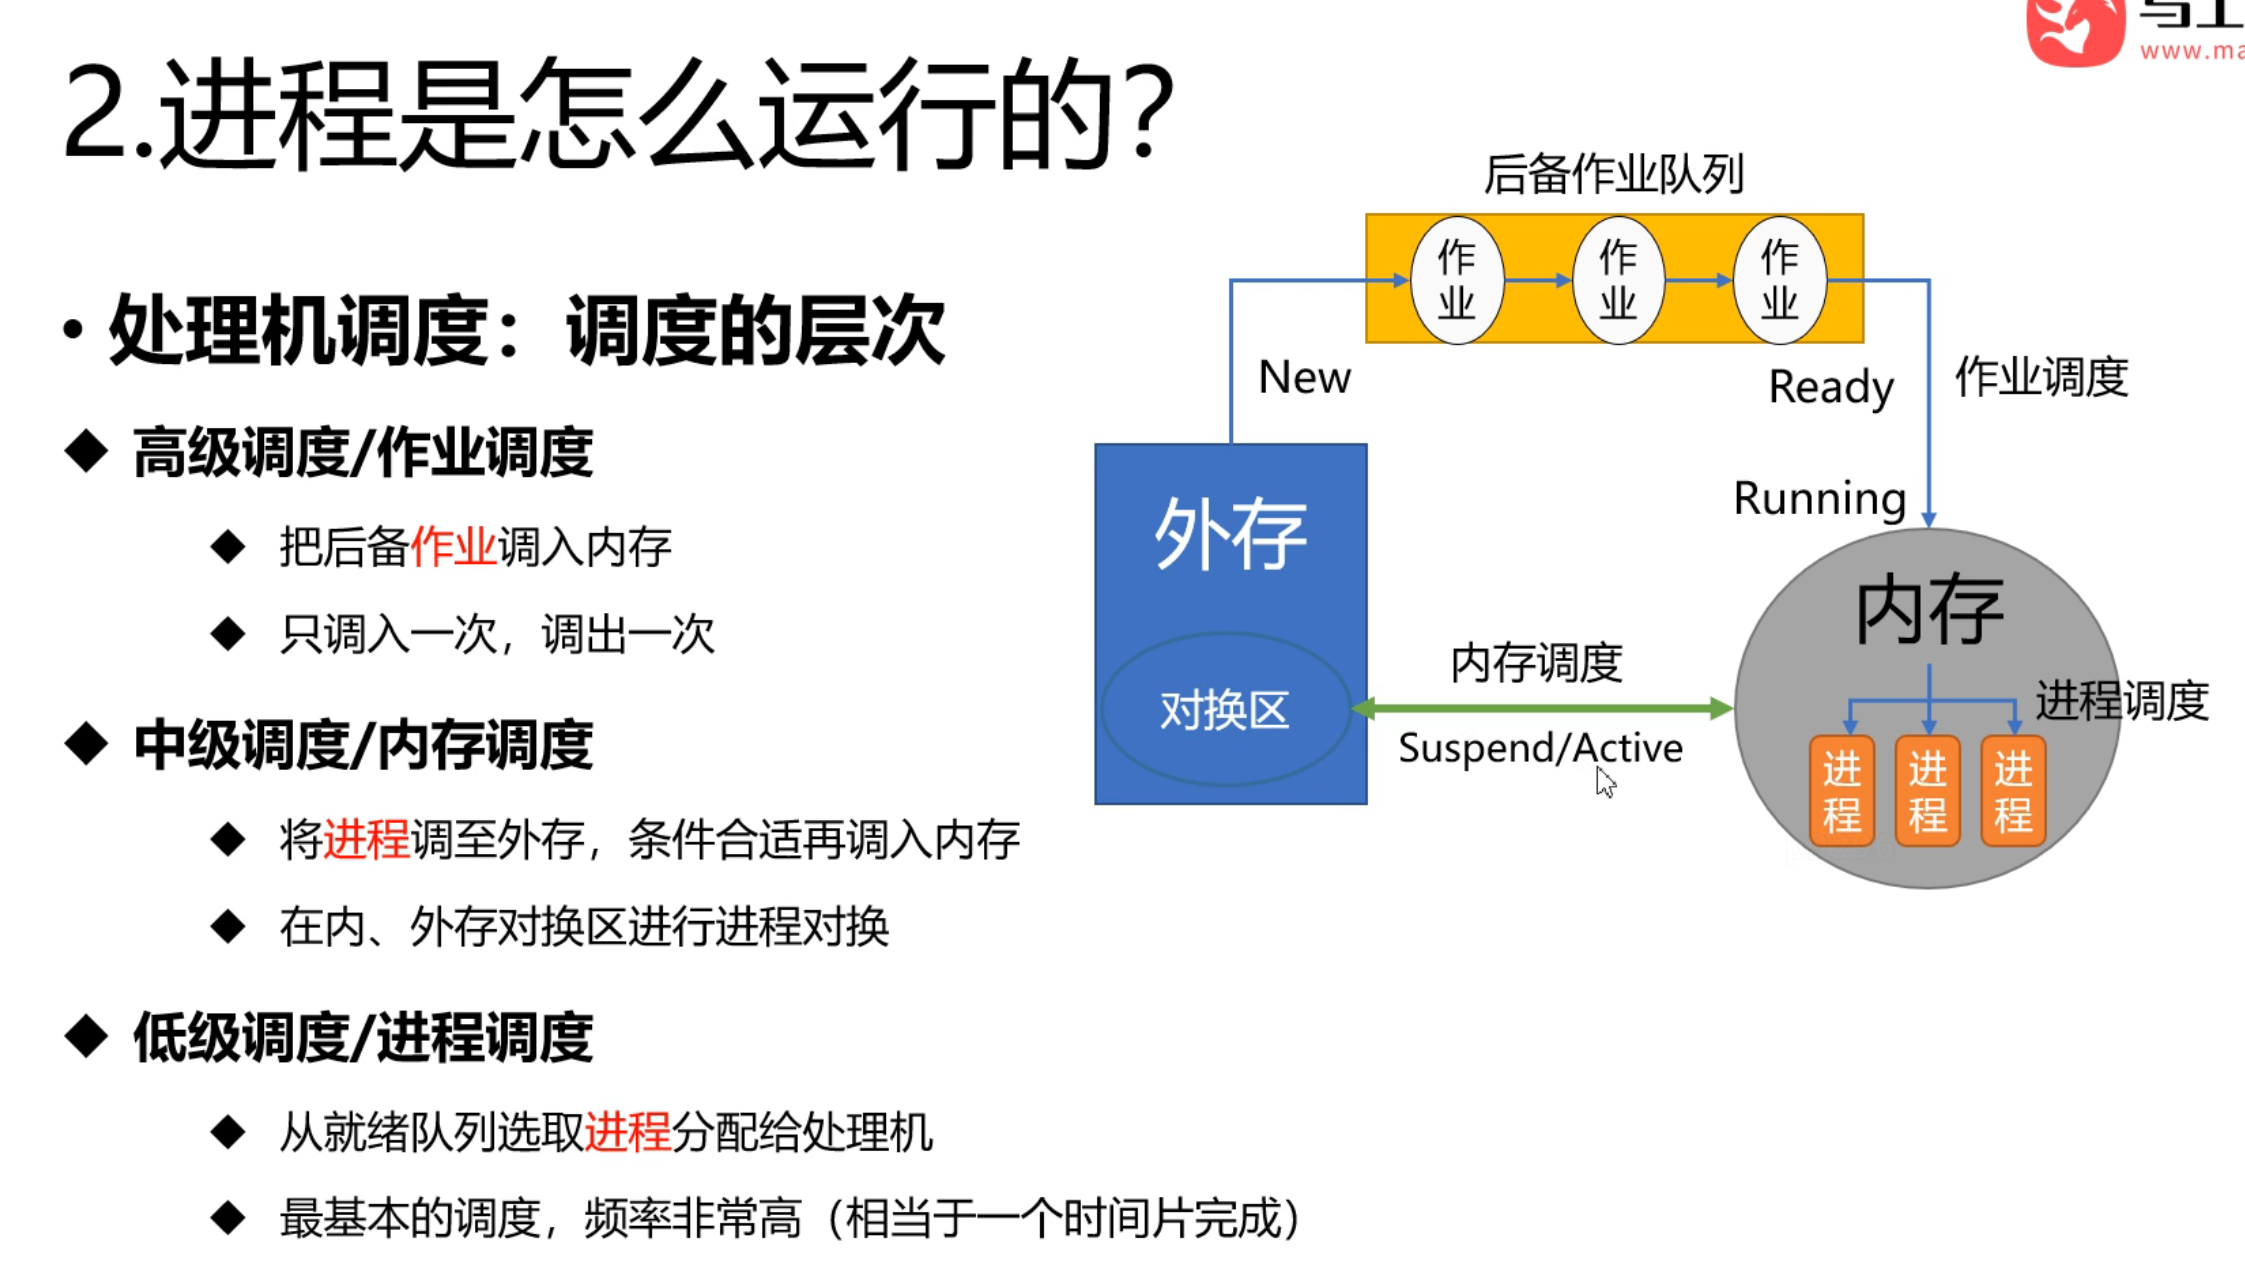 2.进程是怎么运行的？
www.ma
• 处理机调度：调度的层次
◆ 高级调度/作业调度
◆ 把后备作业调入内存
◆ 只调入一次，调出一次
◆ 中级调度/内存调度
◆ 将进程调至外存，条件合适再调入内存
◆ 在内、外存对换区进行进程对换
◆ 低级调度/进程调度
◆ 从就绪队列选取进程分配给处理机
◆ 最基本的调度，频率非常高（相当于一个时间片完成）
后备作业队列
作业
作业
作业
New
Ready
作业调度
Running
外存
对换区
内存调度
Suspend/Active
内存
进程调度
进程
进程
进程